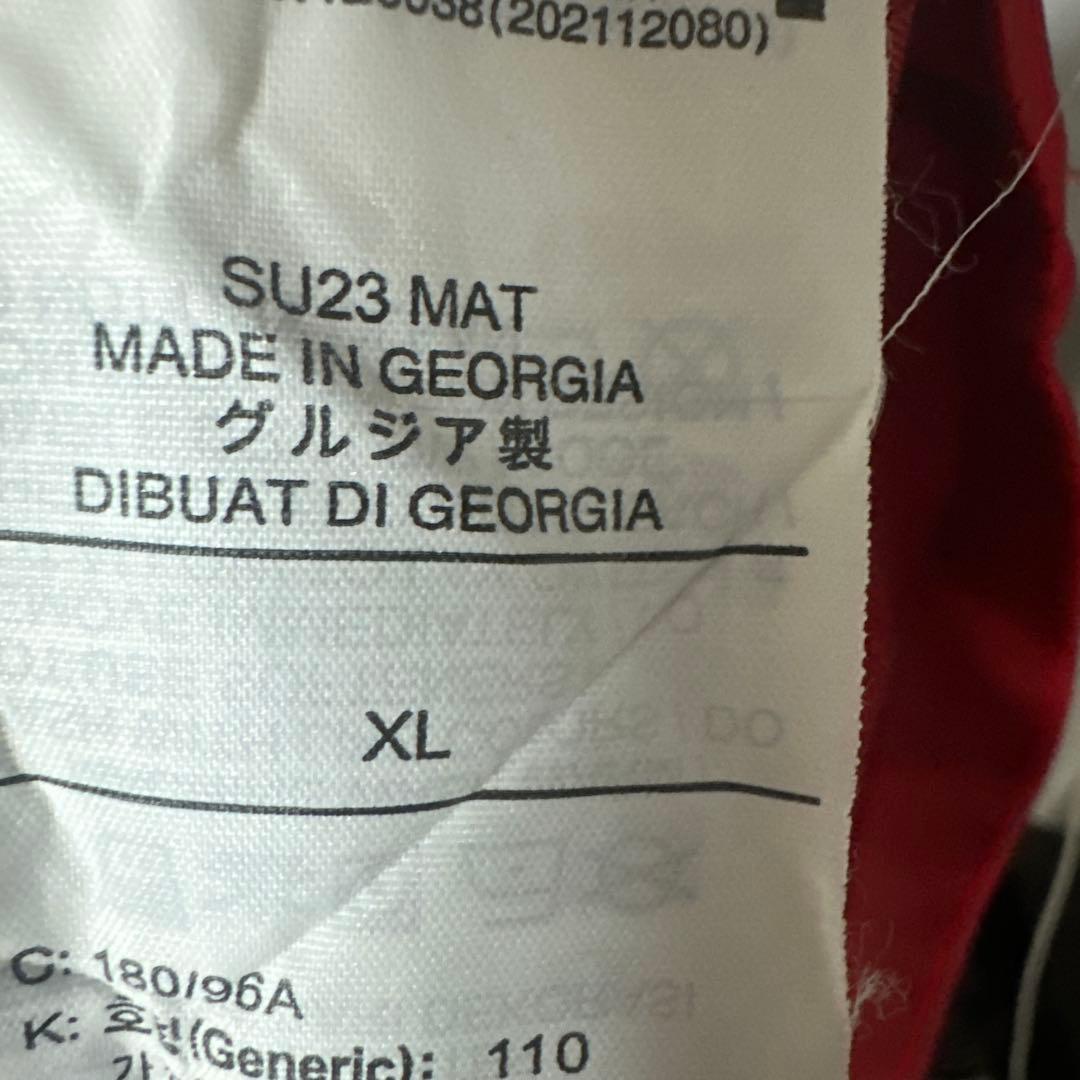 (202112080)
SU23 MAT
MADE IN GEORGIA
グルジア製
DIBUAT DI GEORGIA
XL
C: 180/96A
K: 호칭(Generic): 110